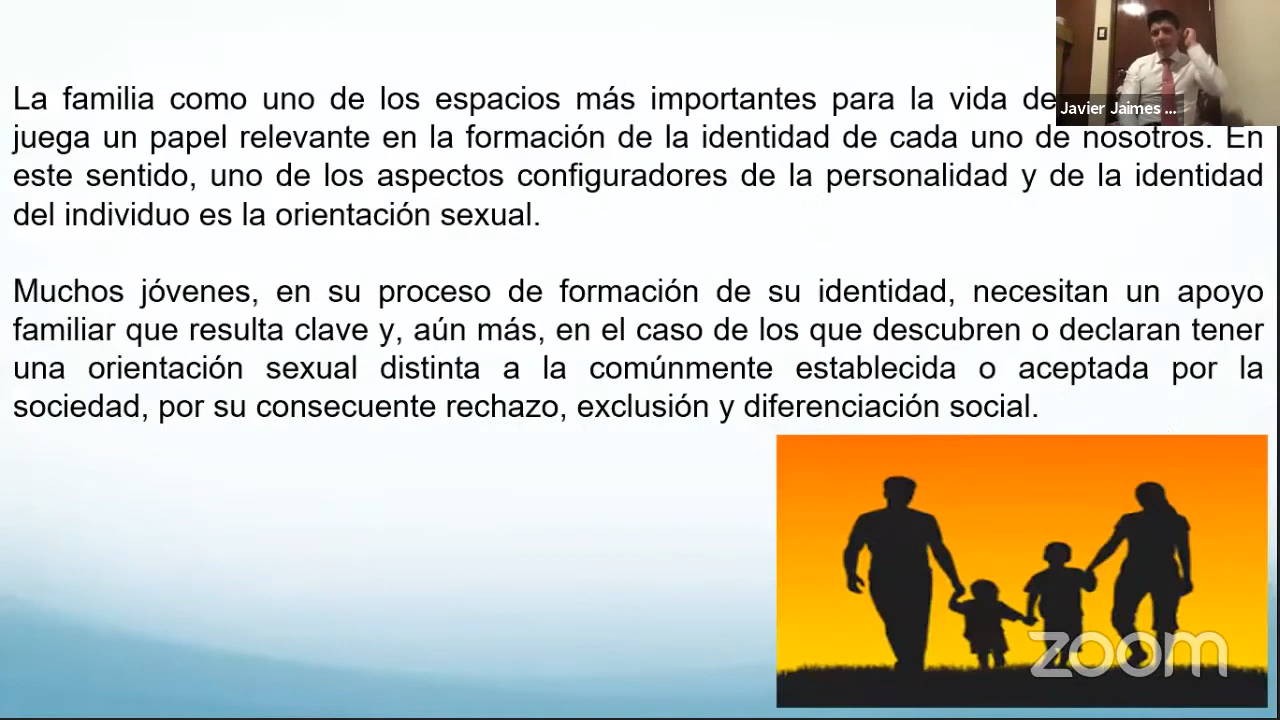 La familia como uno de los espacios más importantes para la vida de
juega un papel relevante en la formación de la identidad de cada uno de nosotros. En
este sentido, uno de los aspectos configuradores de la personalidad y de la identidad
del individuo es la orientación sexual.
Muchos jóvenes, en su proceso de formación de su identidad, necesitan un apoyo
familiar que resulta clave y, aún más, en el caso de los que descubren o declaran tener
una orientación sexual distinta a la comúnmente establecida o aceptada por la
sociedad, por su consecuente rechazo, exclusión y diferenciación social.
Javier Jaimes ...
zoom